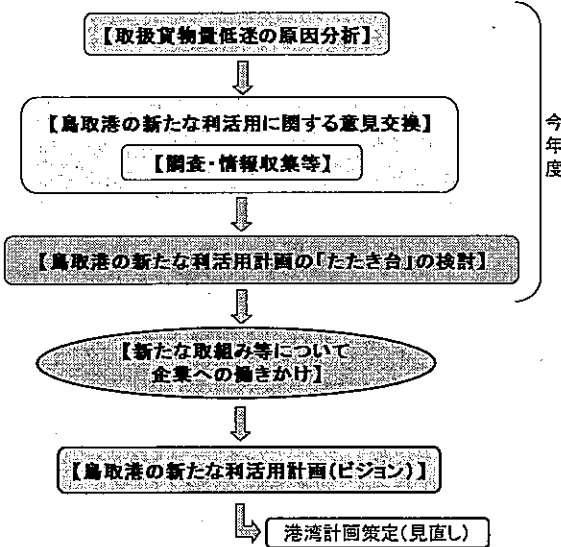 【取扱貨物量低迷の原因分析】
【鳥取港の新たな利活用に関する意見交換】
【調査・情報収集等】
今年度
【鳥取港の新たな利活用計画の「たたき台」の検討】
【新たな取組み等について
企業への働きかけ】
【鳥取港の新たな利活用計画(ビジョン)】
港湾計画策定(見直し)